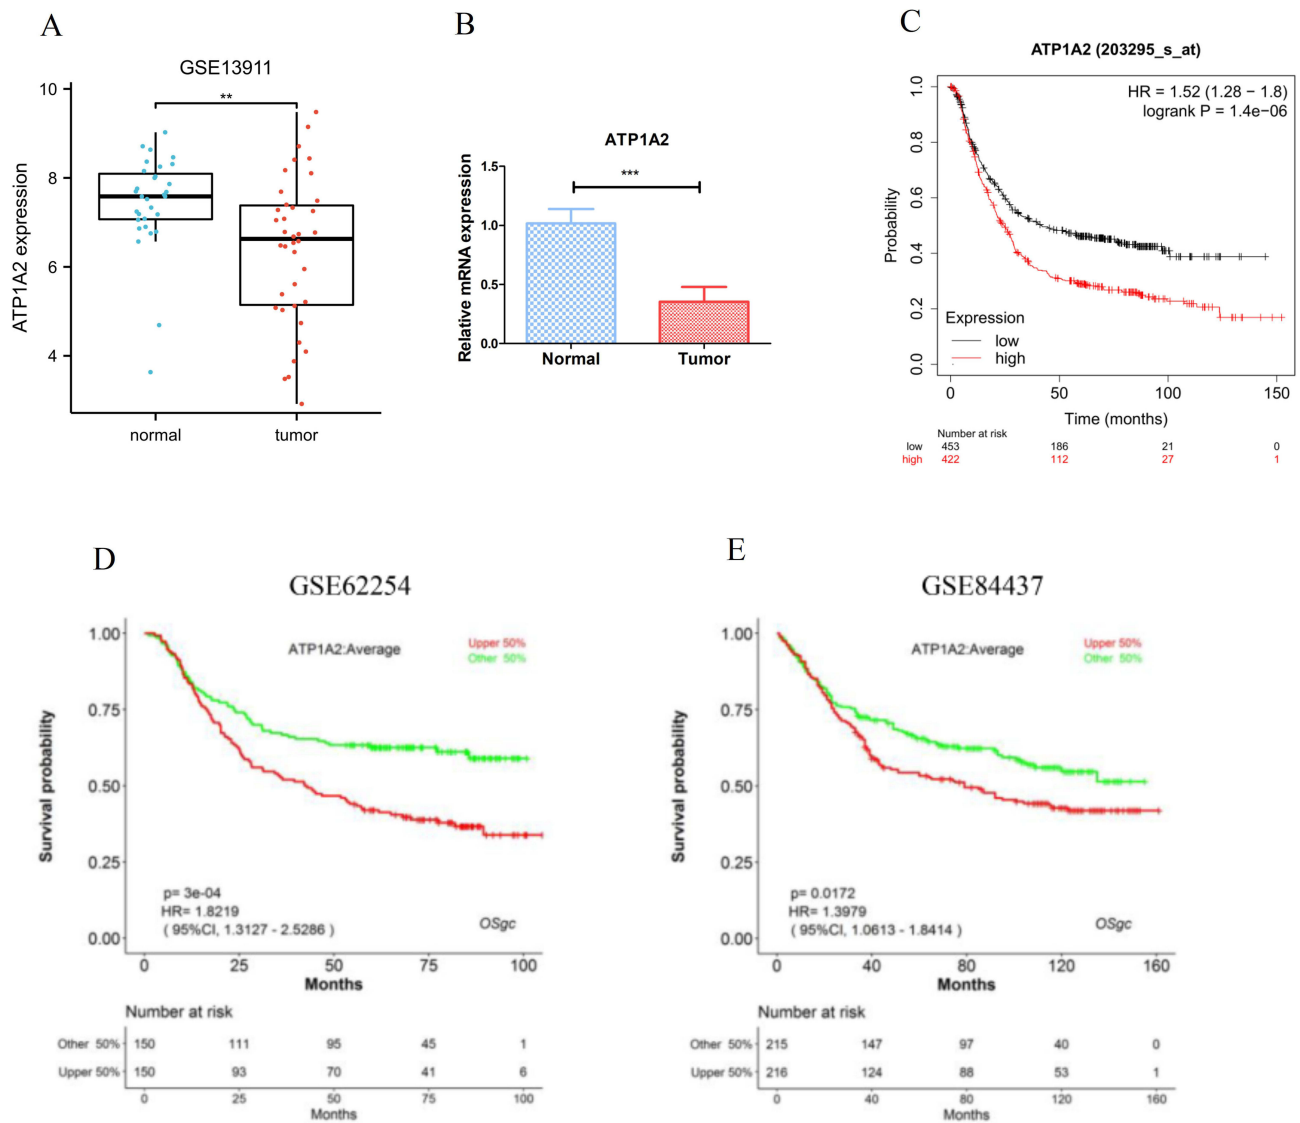 A
GSE13911
**
ATP1A2 expression
10
8
6
4
normal
tumor
B
ATP1A2
***
Relative mRNA expression
1.5
1.0
0.5
0.0
Normal
Tumor
C
ATP1A2 (203295_s_at)
HR = 1.52 (1.28 − 1.8)
logrank P = 1.4e−06
Probability
1.0
0.8
0.6
0.4
0.2
0.0
Expression
low
high
0 50 100 150
Time (months)
Number at risk
low 453 186 21 0
high 422 112 27 1
D
GSE62254
ATP1A2:Average
Upper 50%
Other 50%
Survival probability
1.00
0.75
0.50
0.25
0.00
p= 3e-04
HR= 1.8219
( 95%CI, 1.3127 - 2.5286 )
OSgc
0 25 50 75 100
Months
Number at risk
Other 50% 150 111 95 45 1
Upper 50% 150 93 70 41 6
0 25 50 75 100
Months
E
GSE84437
ATP1A2:Average
Upper 50%
Other 50%
Survival probability
1.00
0.75
0.50
0.25
0.00
p= 0.0172
HR= 1.3979
( 95%CI, 1.0613 - 1.8414 )
OSgc
0 40 80 120 160
Months
Number at risk
Other 50% 215 147 97 40 0
Upper 50% 216 124 88 53 1
0 40 80 120 160
Months